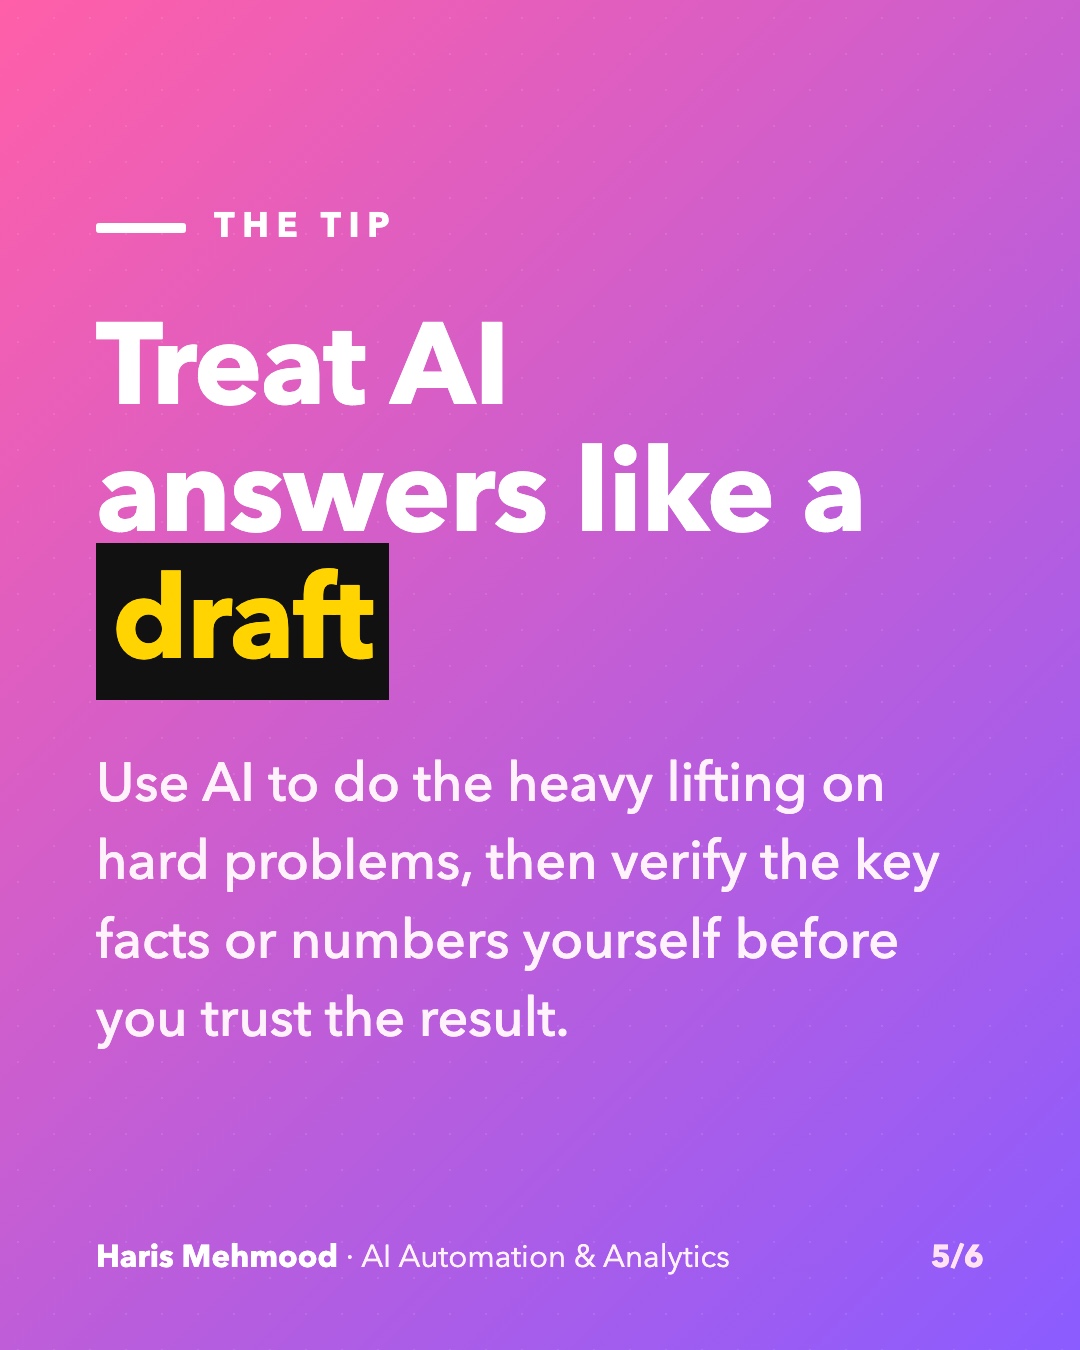 THE TIP
Treat AI
answers like a
draft
Use AI to do the heavy lifting on
hard problems, then verify the key
facts or numbers yourself before
you trust the result.
Haris Mehmood · AI Automation & Analytics
5/6